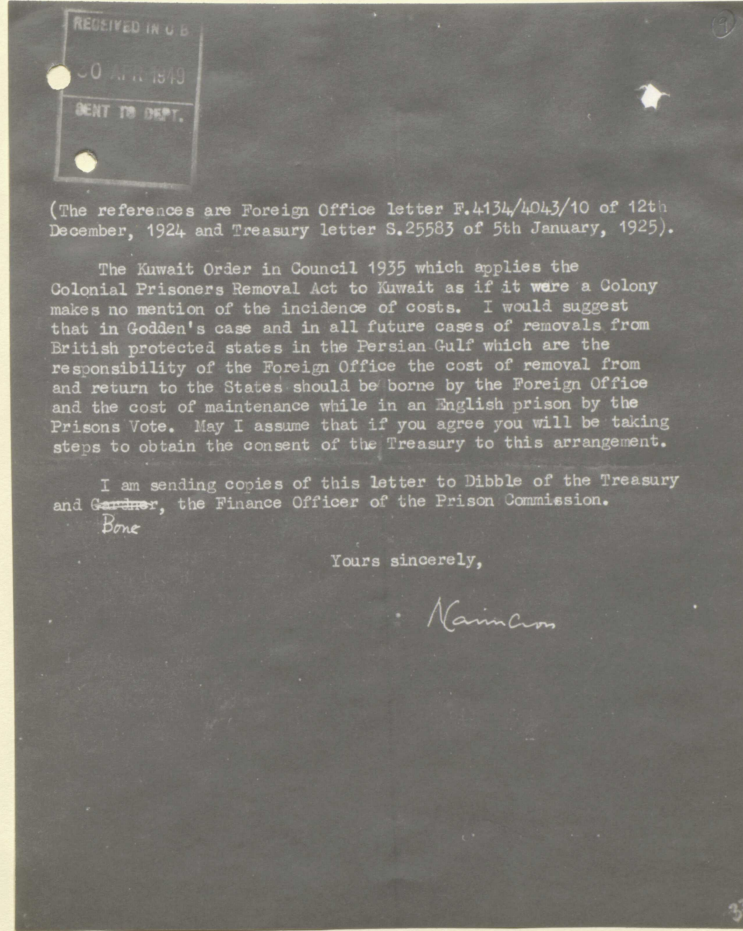 RECEIVED IN O B
30 APR 1949
SENT TO DEPT.
(The references are Foreign Office letter F.4134/4043/10 of 12th
December, 1924 and Treasury letter S.25583 of 5th January, 1925).
The Kuwait Order in Council 1935 which applies the
Colonial Prisoners Removal Act to Kuwait as if it were a Colony
makes no mention of the incidence of costs. I would suggest
that in Godden's case and in all future cases of removals from
British protected states in the Persian Gulf which are the
responsibility of the Foreign Office the cost of removal from
and return to the States should be borne by the Foreign Office
and the cost of maintenance while in an English prison by the
Prisons Vote. May I assume that if you agree you will be taking
steps to obtain the consent of the Treasury to this arrangement.
I am sending copies of this letter to Dibble of the Treasury
and Gardner, the Finance Officer of the Prison Commission.
Bone
Yours sincerely,